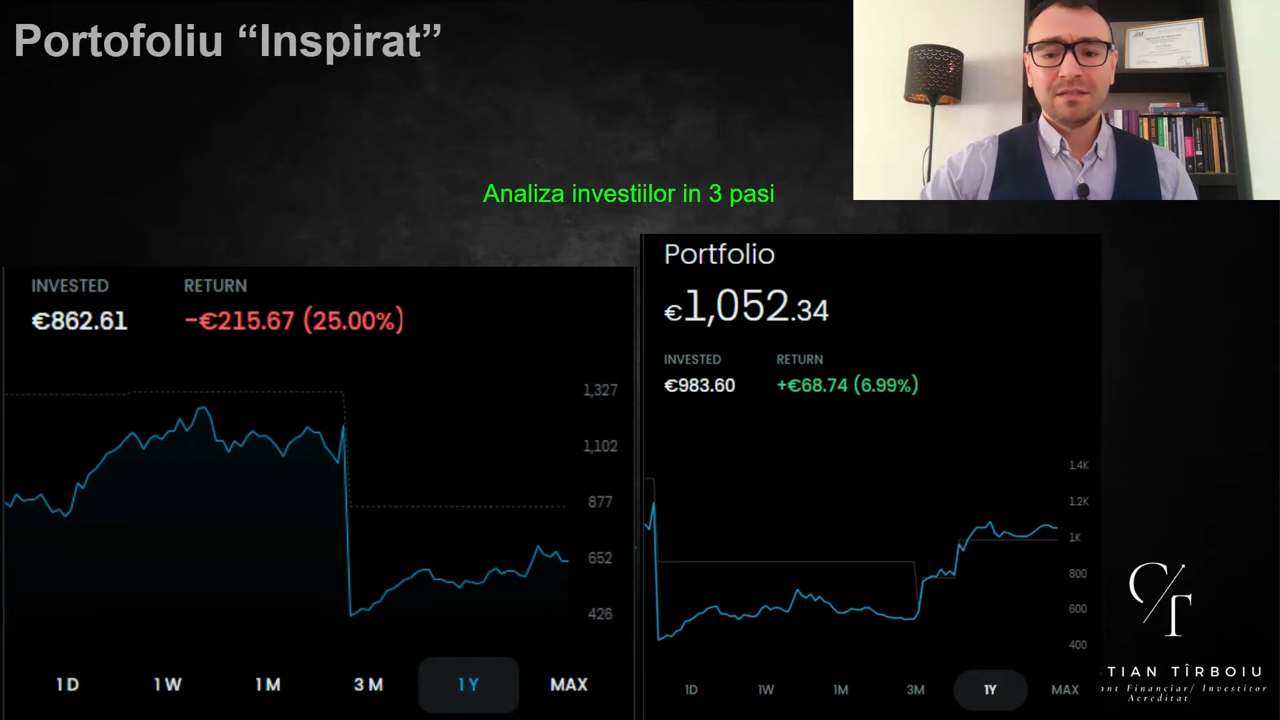 Portofoliu “Inspirat”
Analiza investiilor in 3 pasi
INVESTED RETURN
€862.61 −€215.67 (25.00%)
1,327
1,102
877
652
426
1D 1W 1M 3M 1Y MAX
Portfolio
€1,052.34
INVESTED RETURN
€983.60 +€68.74 (6.99%)
1.4K
1.2K
1K
800
600
400
1D 1W 1M 3M 1Y MAX
C/T
TIAN TÎRBOIU
Financiar/ Investitor
Acreditat